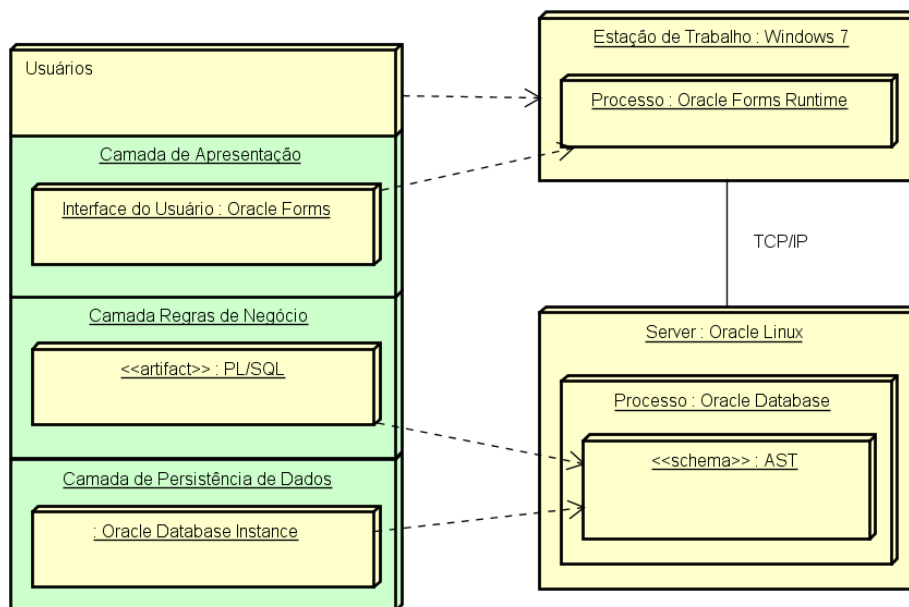 Usuários
Camada de Apresentação
Interface do Usuário : Oracle Forms
Camada Regras de Negócio
<<artifact>> : PL/SQL
Camada de Persistência de Dados
: Oracle Database Instance
Estação de Trabalho : Windows 7
Processo : Oracle Forms Runtime
TCP/IP
Server : Oracle Linux
Processo : Oracle Database
<<schema>> : AST